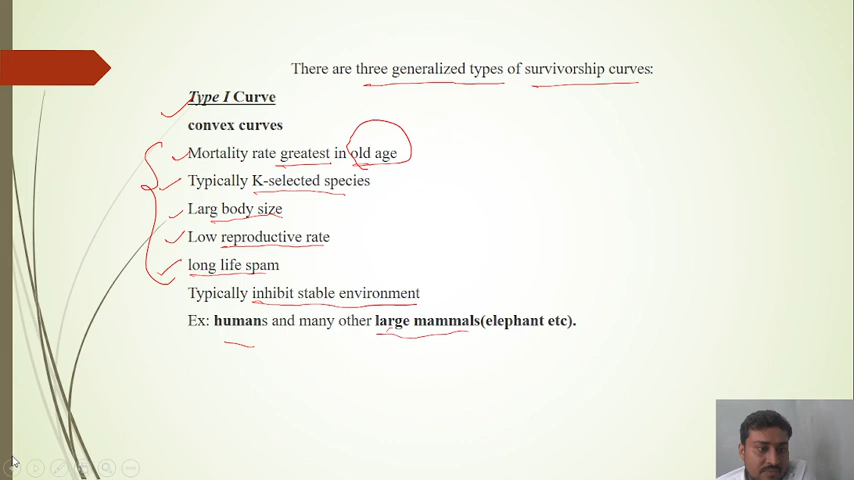 There are three generalized types of survivorship curves:
Type I Curve
convex curves
Mortality rate greatest in old age
Typically K-selected species
Larg body size
Low reproductive rate
long life spam
Typically inhibit stable environment
Ex: humans and many other large mammals(elephant etc).